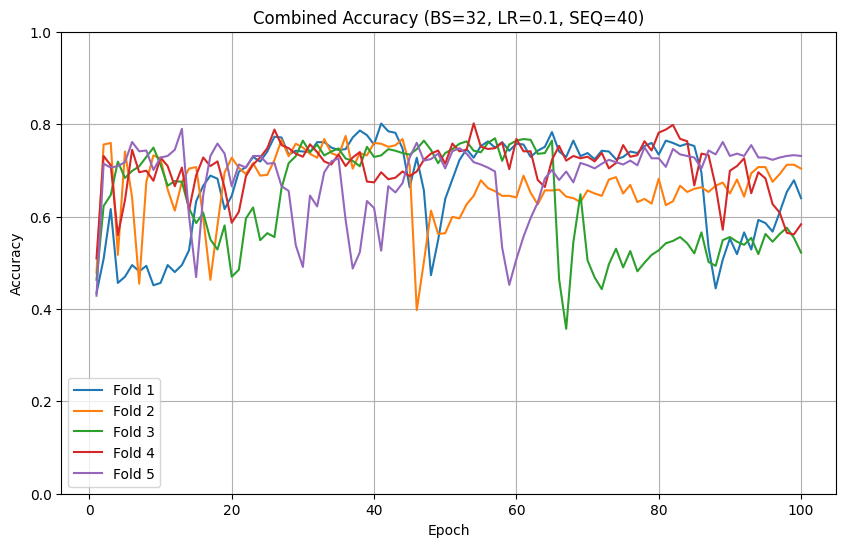 Combined Accuracy (BS=32, LR=0.1, SEQ=40)
1.0
0.8
0.6
0.4
0.2
0.0
Accuracy
Fold 1
Fold 2
Fold 3
Fold 4
Fold 5
0 20 40 60 80 100
Epoch